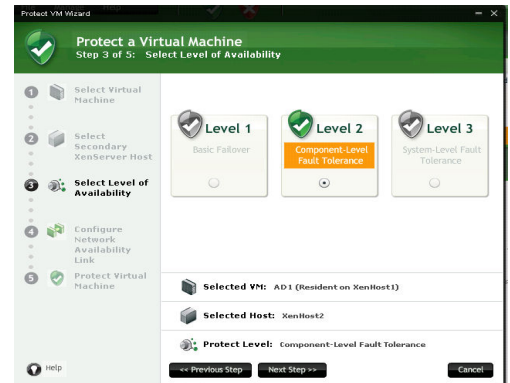 Protect VM Wizard
Protect a Virtual Machine
Step 3 of 5: Select Level of Availability
1 Select Virtual
Machine
2 Select
Secondary
XenServer Host
3 Select Level of
Availability
4 Configure
Network
Availability
Link
5 Protect Virtual
Machine
Help
Level 1
Basic Failover
Level 2
Component-Level
Fault Tolerance
Level 3
System-Level Fault
Tolerance
Selected VM: AD1 (Resident on XenHost1)
Selected Host: XenHost2
Protect Level: Component-Level Fault Tolerance
<< Previous Step
Next Step >>
Cancel